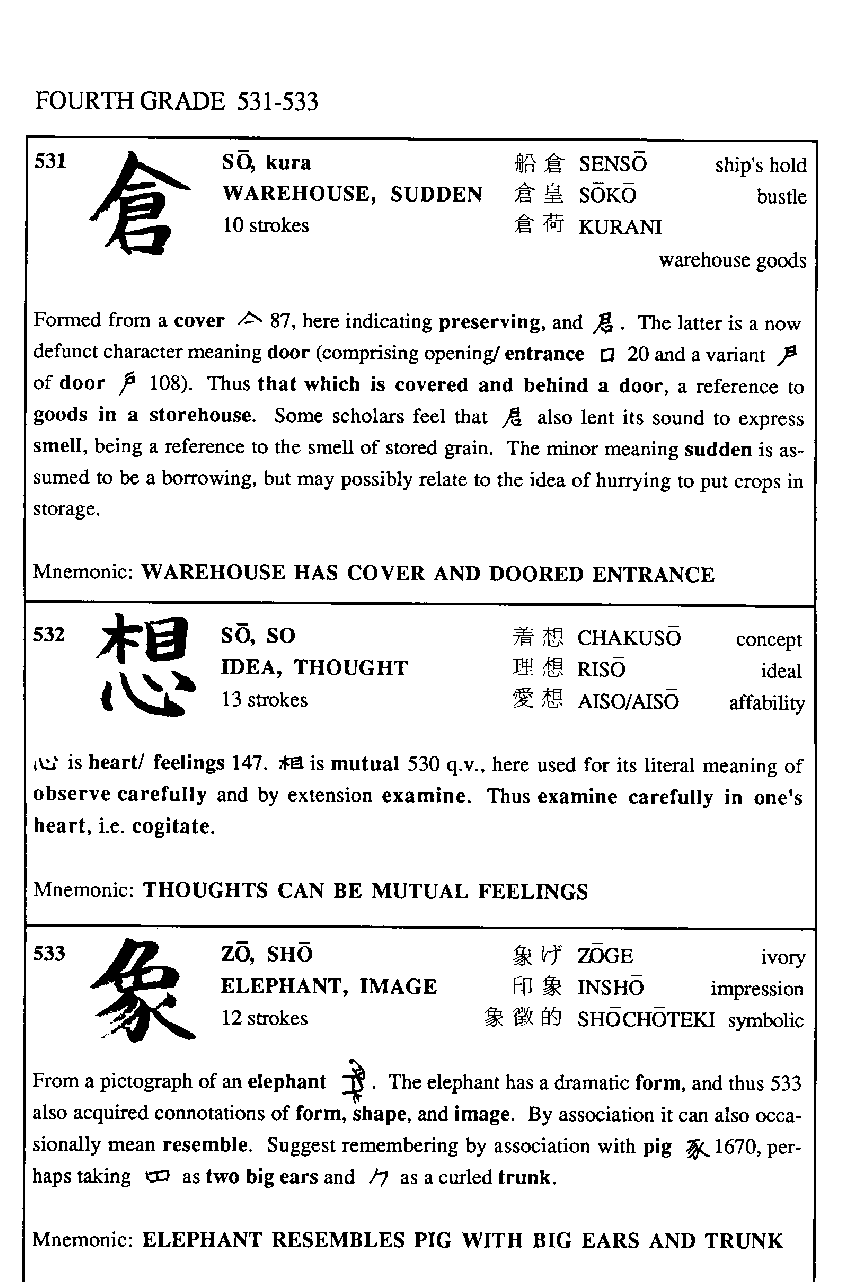 FOURTH GRADE 531-533
531 倉 SŌ, kura 船倉 SENSŌ ship's hold
WAREHOUSE, SUDDEN 倉皇 SŌKŌ bustle
10 strokes 倉荷 KURANI
warehouse goods
Formed from a cover 𠆢 87, here indicating preserving, and . The latter is a now
defunct character meaning door (comprising opening/ entrance 口 20 and a variant
of door 戸 108). Thus that which is covered and behind a door, a reference to
goods in a storehouse. Some scholars feel that also lent its sound to express
smell, being a reference to the smell of stored grain. The minor meaning sudden is as-
sumed to be a borrowing, but may possibly relate to the idea of hurrying to put crops in
storage.
Mnemonic: WAREHOUSE HAS COVER AND DOORED ENTRANCE
532 想 SŌ, SO 着想 CHAKUSŌ concept
IDEA, THOUGHT 理想 RISŌ ideal
13 strokes 愛想 AISO/AISŌ affability
心 is heart/ feelings 147. 相 is mutual 530 q.v., here used for its literal meaning of
observe carefully and by extension examine. Thus examine carefully in one's
heart, i.e. cogitate.
Mnemonic: THOUGHTS CAN BE MUTUAL FEELINGS
533 象 ZŌ, SHŌ 象げ ZŌGE ivory
ELEPHANT, IMAGE 印象 INSHŌ impression
12 strokes 象徴的 SHŌCHŌTEKI symbolic
From a pictograph of an elephant . The elephant has a dramatic form, and thus 533
also acquired connotations of form, shape, and image. By association it can also occa-
sionally mean resemble. Suggest remembering by association with pig 豕 1670, per-
haps taking as two big ears and as a curled trunk.
Mnemonic: ELEPHANT RESEMBLES PIG WITH BIG EARS AND TRUNK